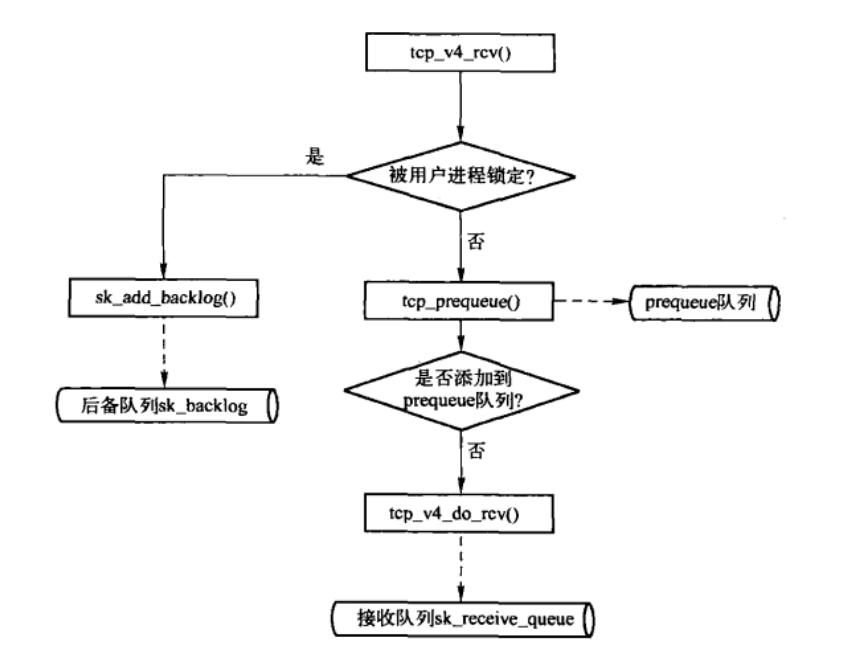 tcp_v4_rcv()
是
被用户进程锁定?
否
sk_add_backlog()
tcp_prequeue()
prequeue队列
后备队列sk_backlog
是否添加到
prequeue队列?
否
tcp_v4_do_rcv()
接收队列sk_receive_queue